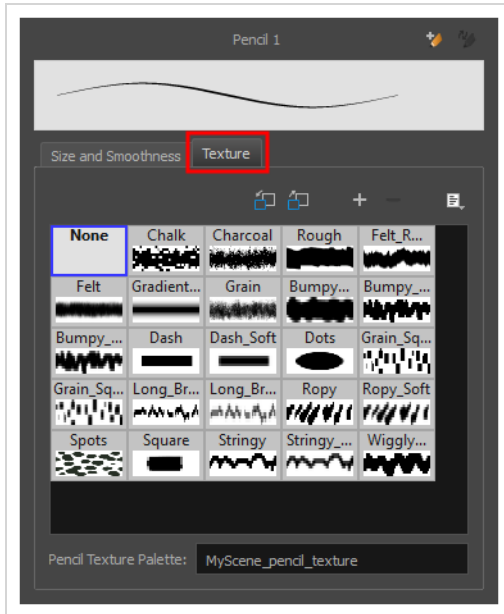 Pencil 1
Size and Smoothness Texture
None Chalk Charcoal Rough Felt_R...
Felt Gradient... Grain Bumpy... Bumpy_...
Bumpy_... Dash Dash_Soft Dots Grain_Sq...
Grain_Sq... Long_Br... Long_Br... Ropy Ropy_Soft
Spots Square Stringy Stringy_... Wiggly...
Pencil Texture Palette: MyScene_pencil_texture